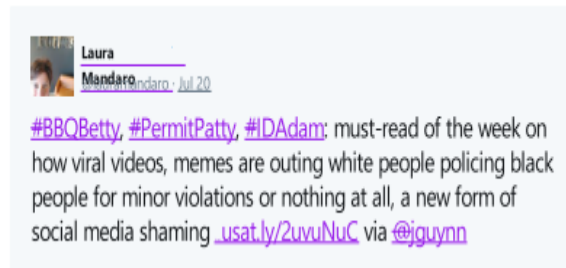 Laura
Mandaro
@lauramandaro · Jul 20
#BBQBetty, #PermitPatty, #IDAdam: must-read of the week on
how viral videos, memes are outing white people policing black
people for minor violations or nothing at all, a new form of
social media shaming usat.ly/2uvuNuC via @jguynn